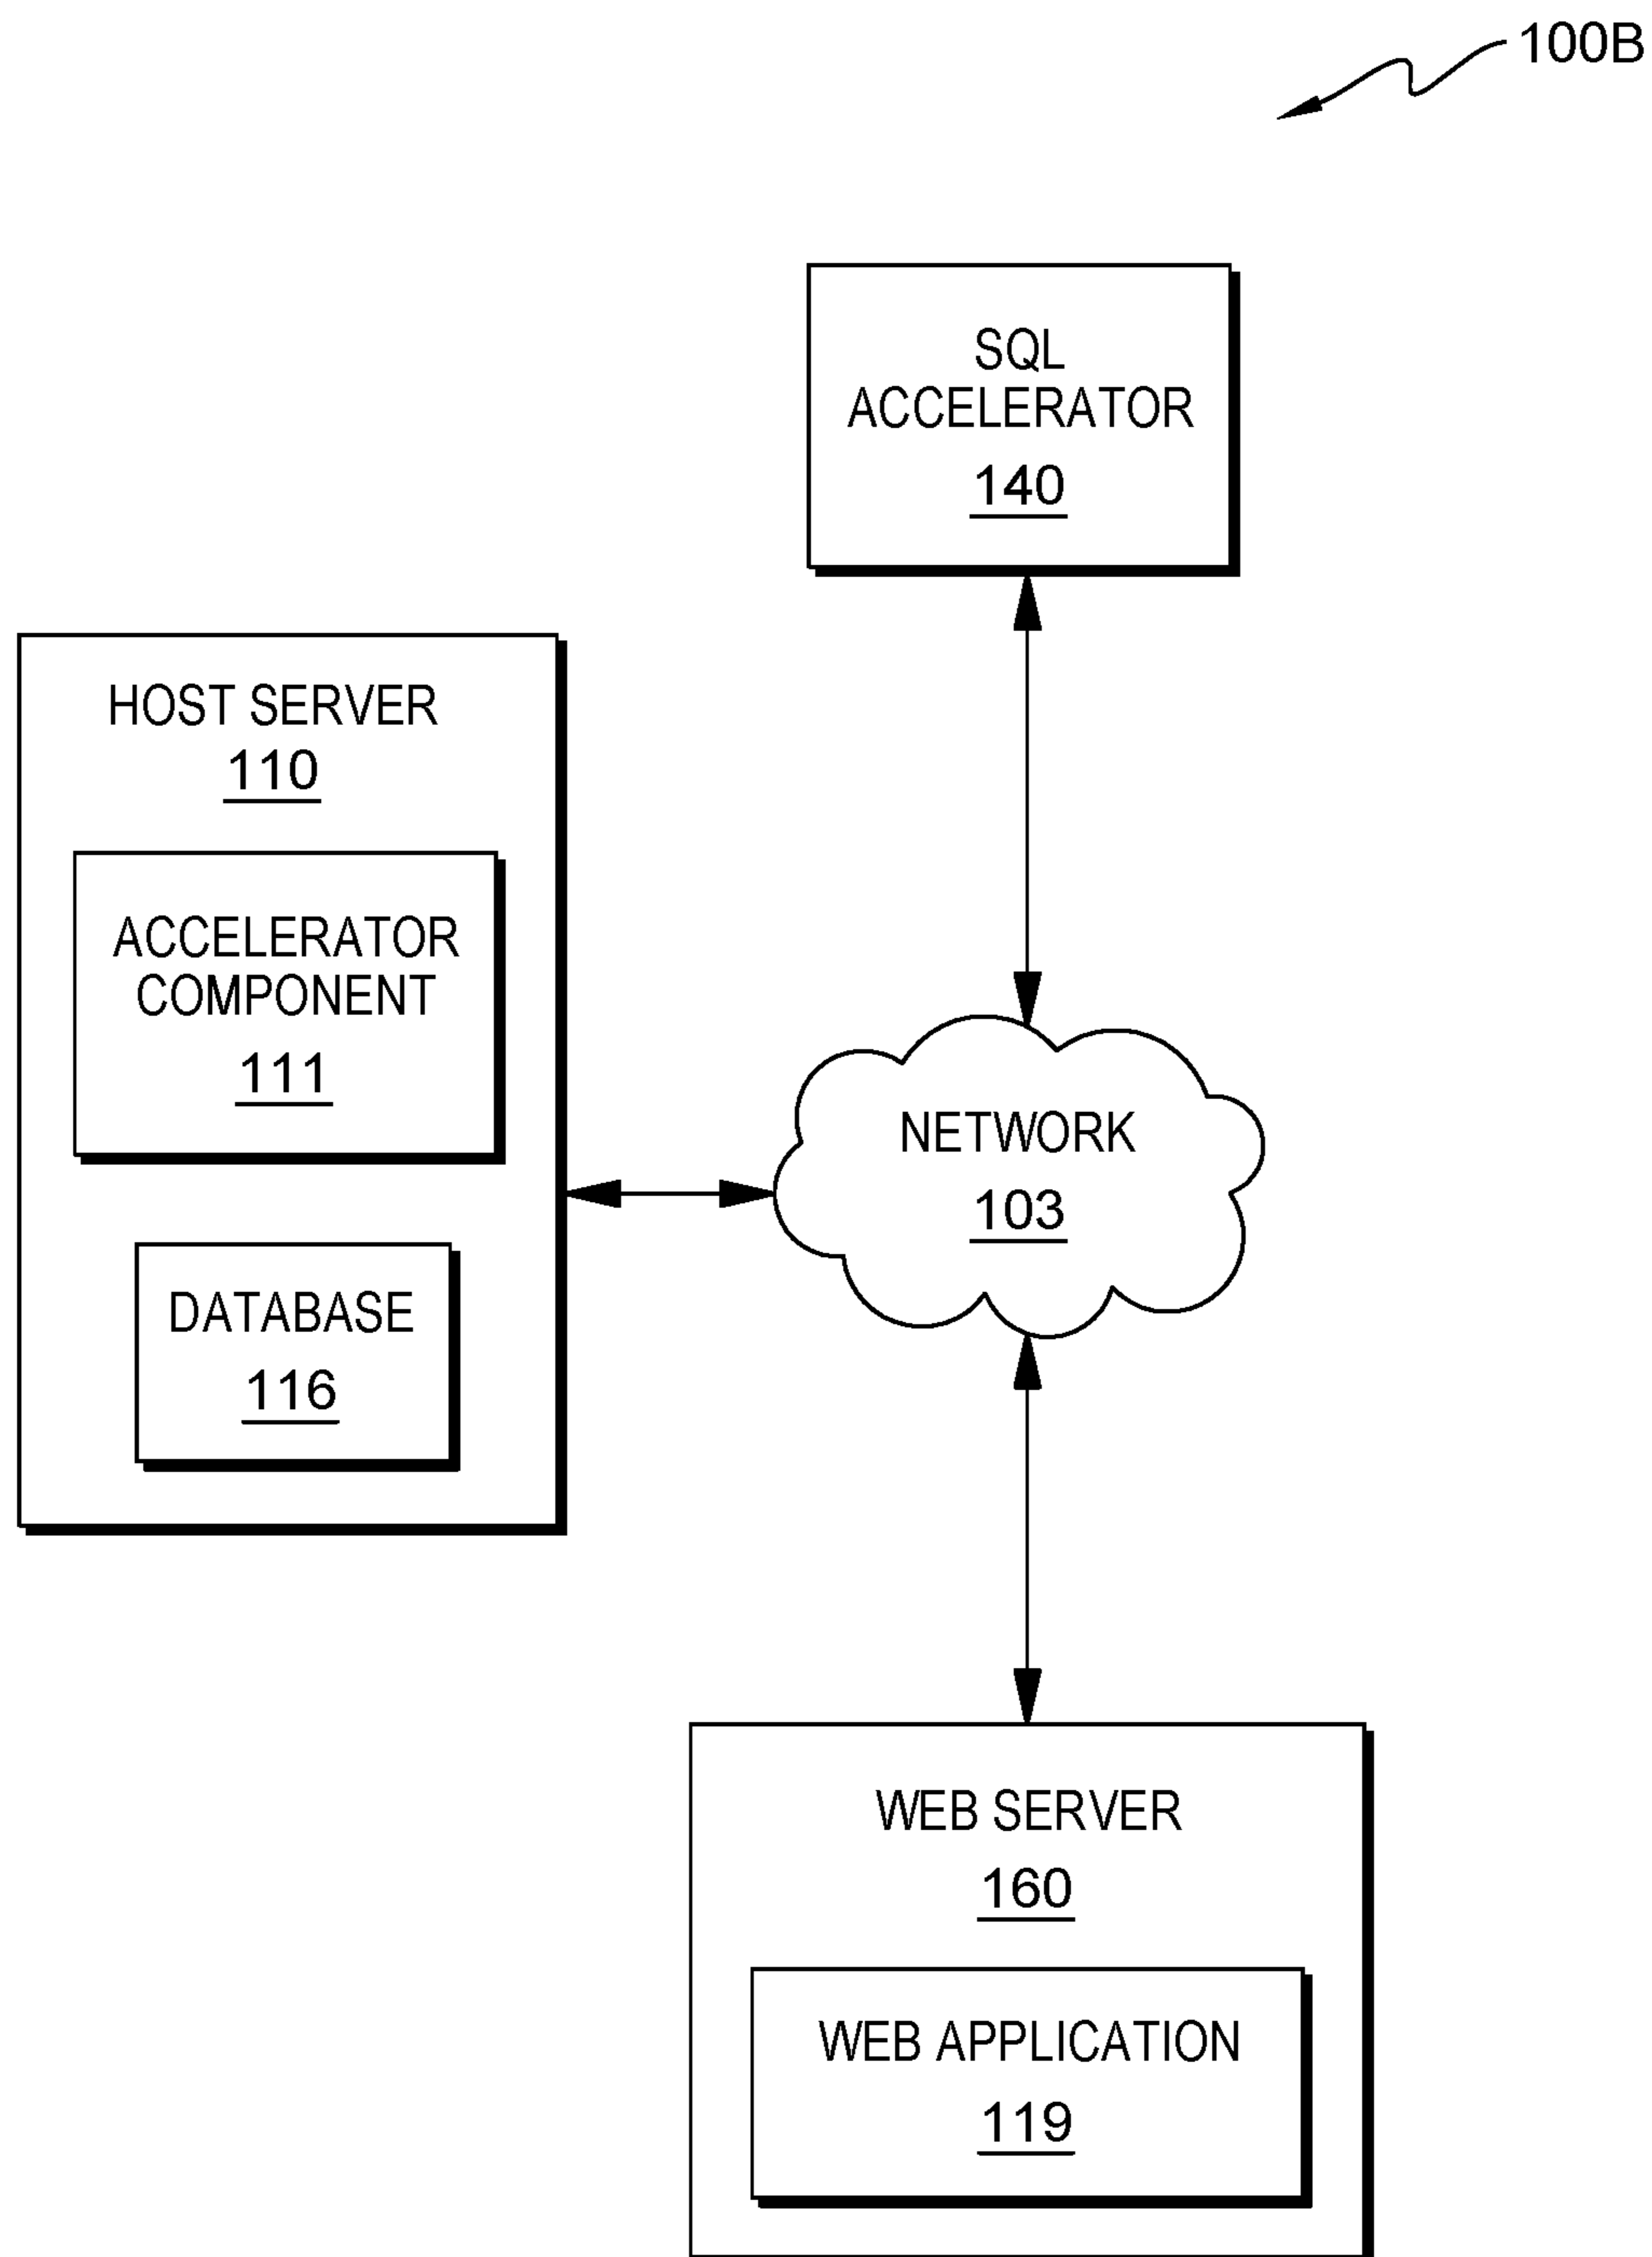 100B
SQL
ACCELERATOR
140
HOST SERVER
110
ACCELERATOR
COMPONENT
111
DATABASE
116
NETWORK
103
WEB SERVER
160
WEB APPLICATION
119